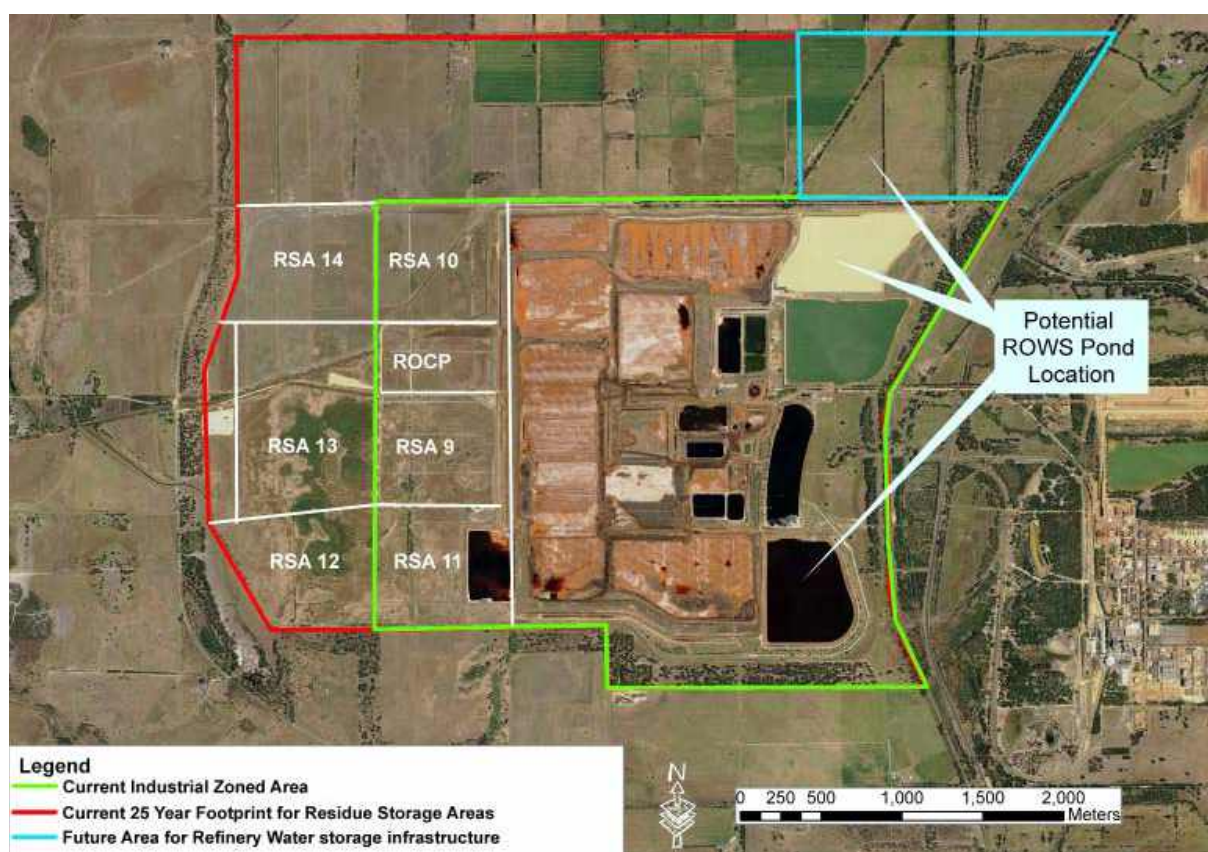 RSA 14
RSA 10
ROCP
RSA 13
RSA 9
RSA 12
RSA 11
Potential
ROWS Pond
Location
Legend
Current Industrial Zoned Area
Current 25 Year Footprint for Residue Storage Areas
Future Area for Refinery Water storage infrastructure
N
0 250 500 1,000 1,500 2,000
Meters